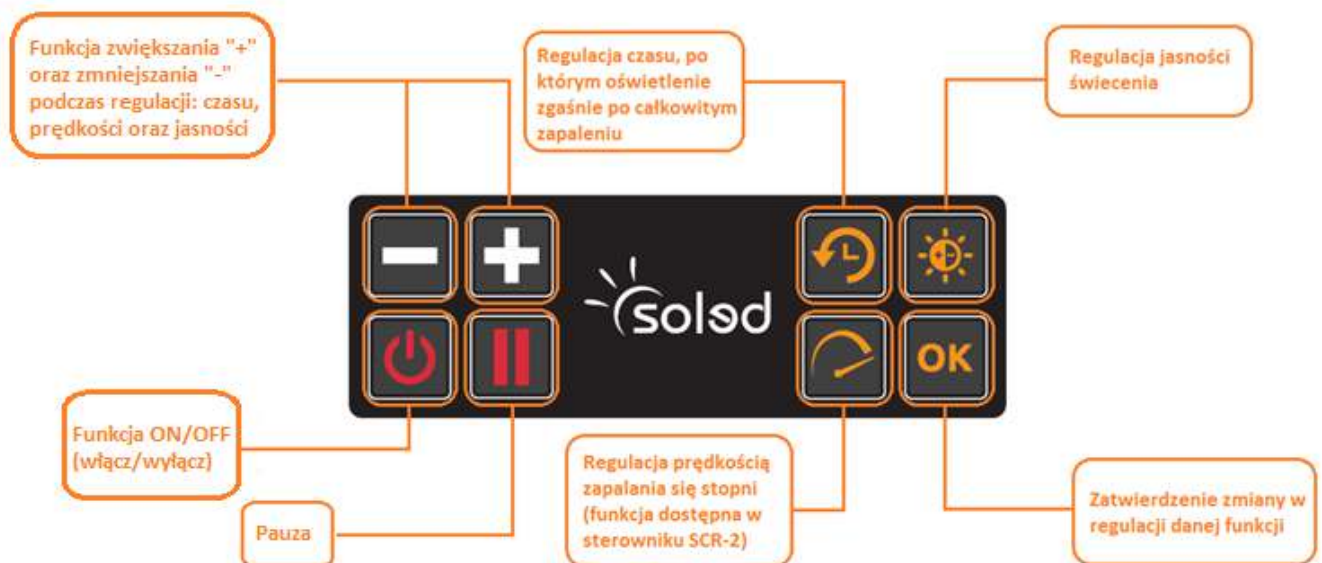 Funkcja zwiększania "+"
oraz zmniejszania "-"
podczas regulacji: czasu,
prędkości oraz jasności
Regulacja czasu, po
którym oświetlenie
zgaśnie po całkowitym
zapaleniu
Regulacja jasności
świecenia
soled
OK
Funkcja ON/OFF
(włącz/wyłącz)
Pauza
Regulacja prędkością
zapalania się stopni
(funkcja dostępna w
sterowniku SCR-2)
Zatwierdzenie zmiany w
regulacji danej funkcji